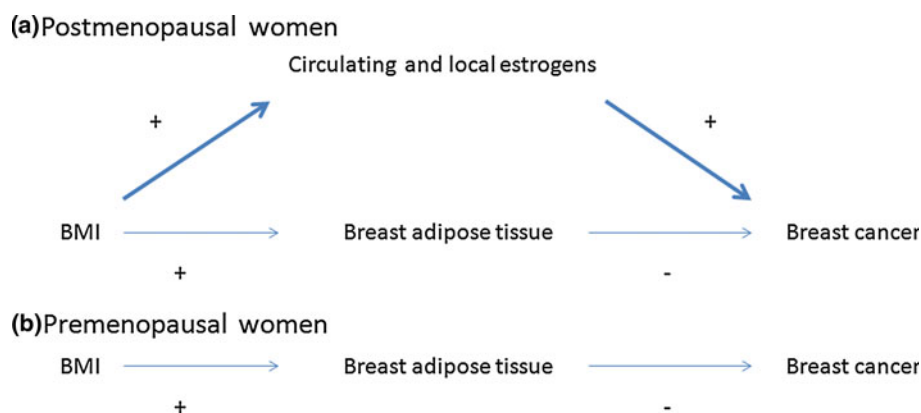 (a)Postmenopausal women
Circulating and local estrogens
+ +
BMI Breast adipose tissue Breast cancer
+ -
(b)Premenopausal women
BMI Breast adipose tissue Breast cancer
+ -